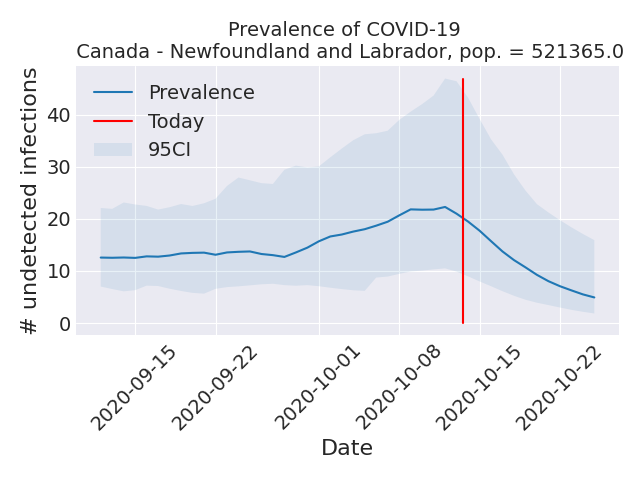 Prevalence of COVID-19
Canada - Newfoundland and Labrador, pop. = 521365.0
# undetected infections
40
30
20
10
0
Prevalence
Today
95CI
2020-09-15
2020-09-22
2020-10-01
2020-10-08
2020-10-15
2020-10-22
Date